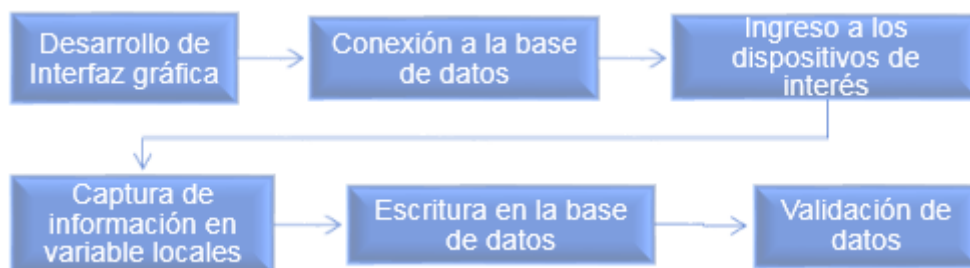 Desarrollo de
Interfaz gráfica
Conexión a la base
de datos
Ingreso a los
dispositivos de
interés
Captura de
información en
variable locales
Escritura en la base
de datos
Validación de
datos